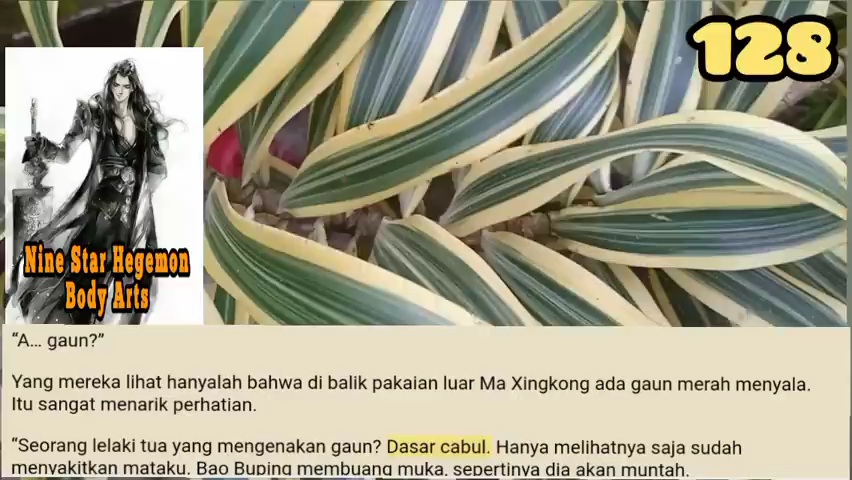 128
Nine Star Hegemon
Body Arts
“A... gaun?”
Yang mereka lihat hanyalah bahwa di balik pakaian luar Ma Xingkong ada gaun merah menyala.
Itu sangat menarik perhatian.
“Seorang lelaki tua yang mengenakan gaun? Dasar cabul. Hanya melihatnya saja sudah
menyakitkan mataku. Bao Buping membuang muka, sepertinya dia akan muntah.